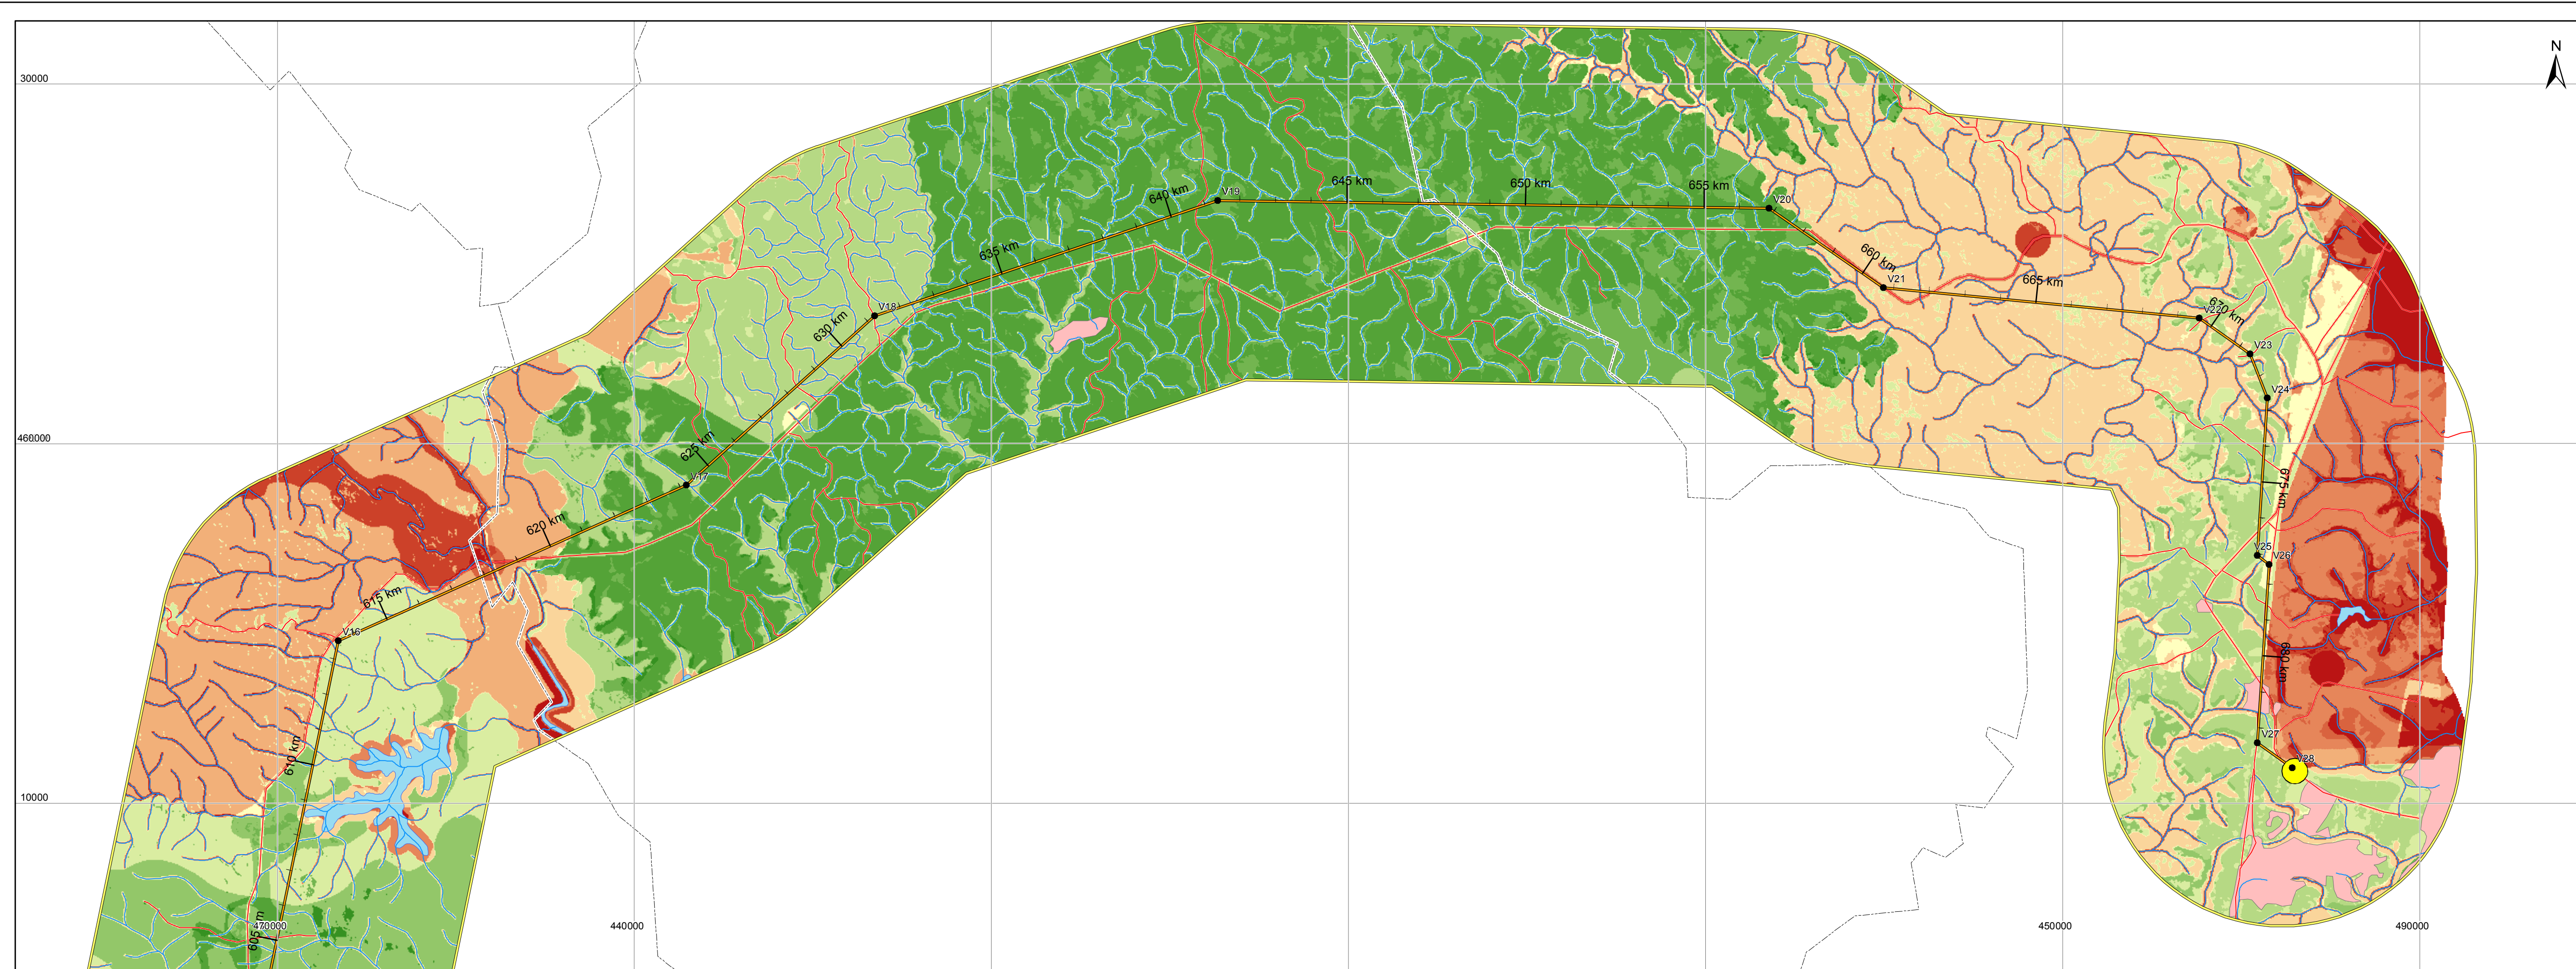 N
30000
640 km
V19
645 km
650 km
655 km
V20
635 km
660 km
V21
665 km
670 km
V22
V18
630 km
V23
V24
460000
625 km
V17
675 km
620 km
V25
V26
615 km
V16
680 km
610 km
V27
V28
10000
605 km
470000
440000
450000
490000